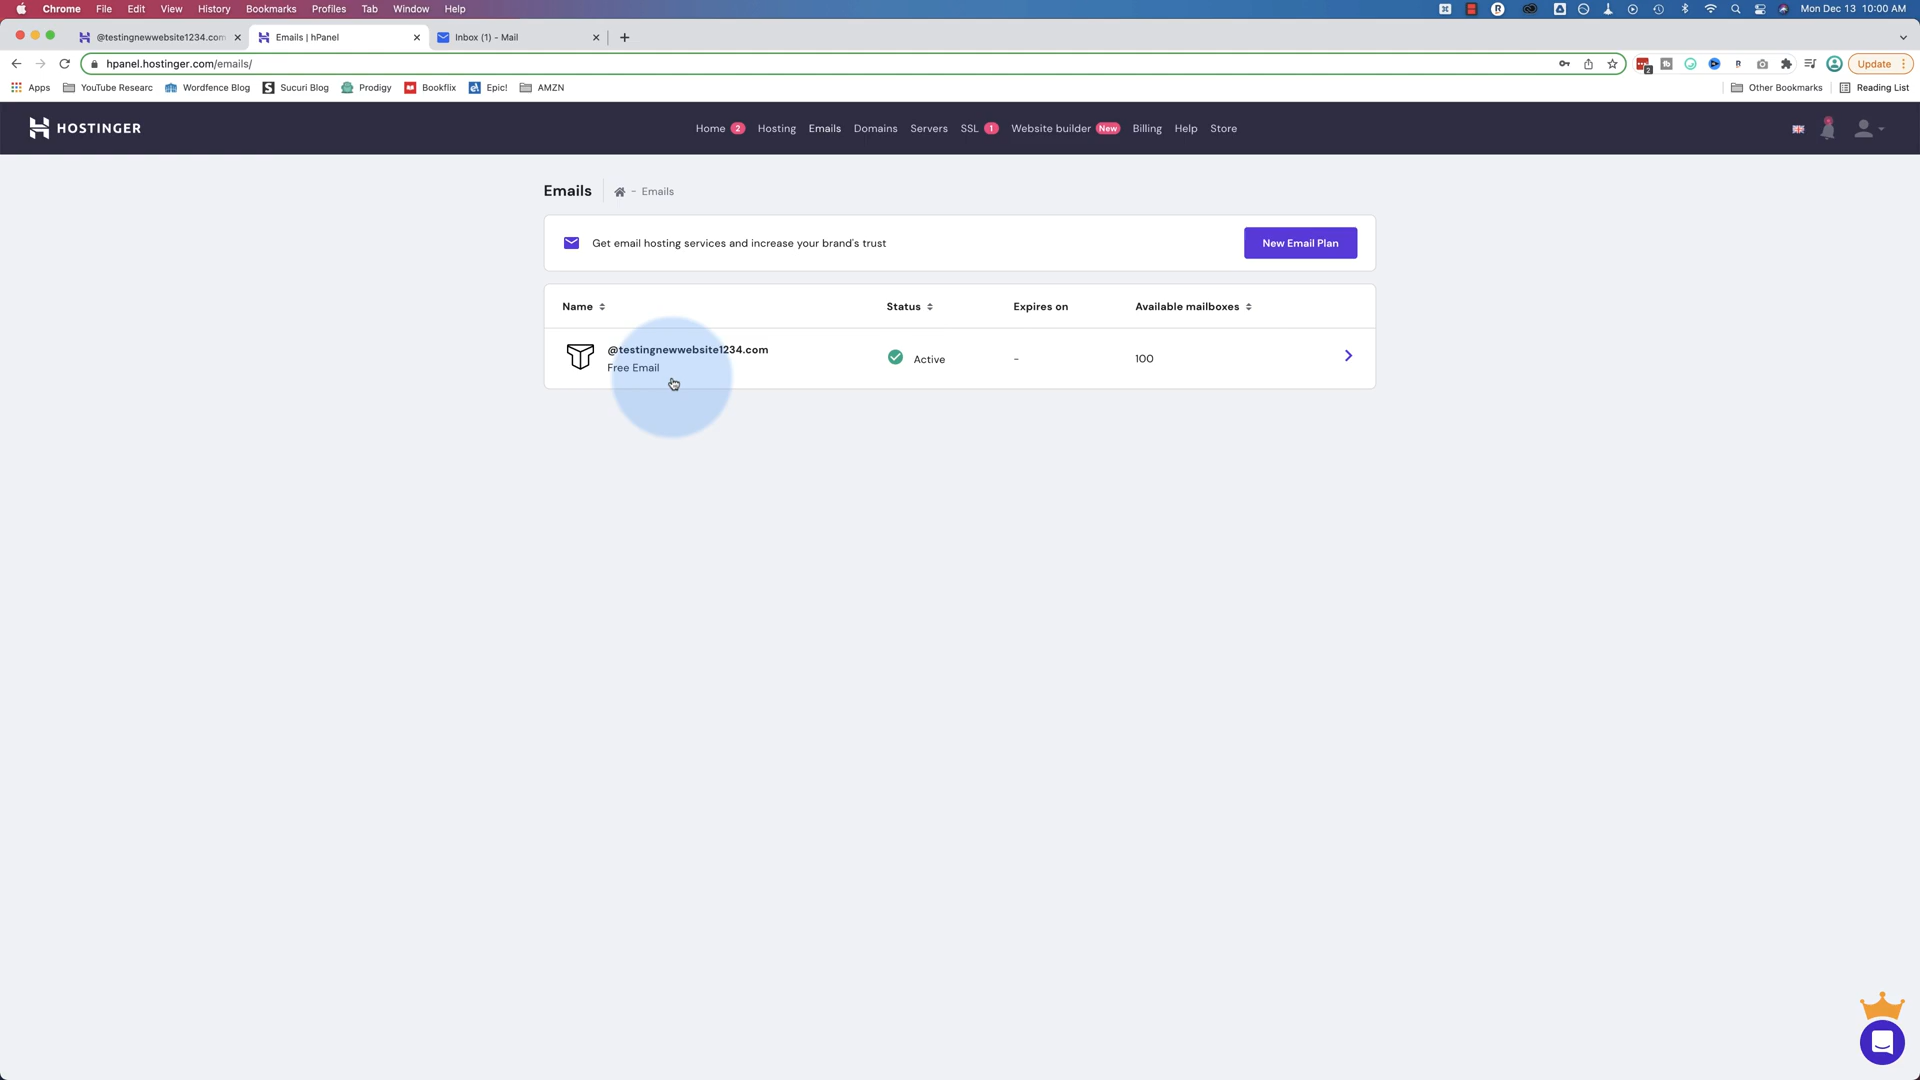 Chrome File Edit View History Bookmarks Profiles Tab Window Help Mon Dec 13 10:00 AM
@testingnewwebsite1234.com Emails | hPanel Inbox (1) - Mail
hpanel.hostinger.com/emails/ 2 Update
Apps YouTube Researc Wordfence Blog Sucuri Blog Prodigy Bookflix Epic! AMZN Other Bookmarks Reading List
HOSTINGER Home 2 Hosting Emails Domains Servers SSL 1 Website builder New Billing Help Store
Emails - Emails
Get email hosting services and increase your brand's trust New Email Plan
Name Status Expires on Available mailboxes
@testingnewwebsite1234.com
Free Email Active - 100